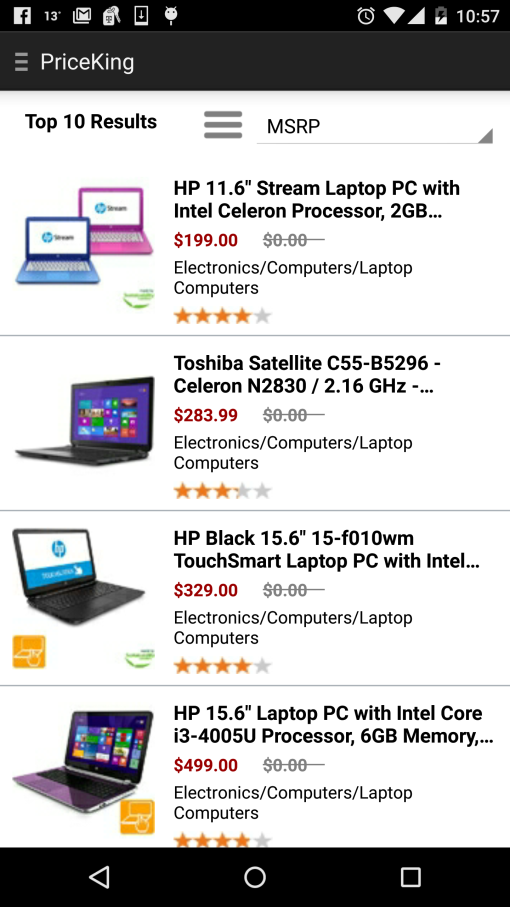 13°
10:57
PriceKing
Top 10 Results
MSRP
HP 11.6" Stream Laptop PC with
Intel Celeron Processor, 2GB...
$199.00 $0.00
Electronics/Computers/Laptop
Computers
Stream
Stream
Toshiba Satellite C55-B5296 -
Celeron N2830 / 2.16 GHz -...
$283.99 $0.00
Electronics/Computers/Laptop
Computers
HP Black 15.6" 15-f010wm
TouchSmart Laptop PC with Intel...
$329.00 $0.00
Electronics/Computers/Laptop
Computers
hp
HP 15.6" Laptop PC with Intel Core
i3-4005U Processor, 6GB Memory,...
$499.00 $0.00
Electronics/Computers/Laptop
Computers